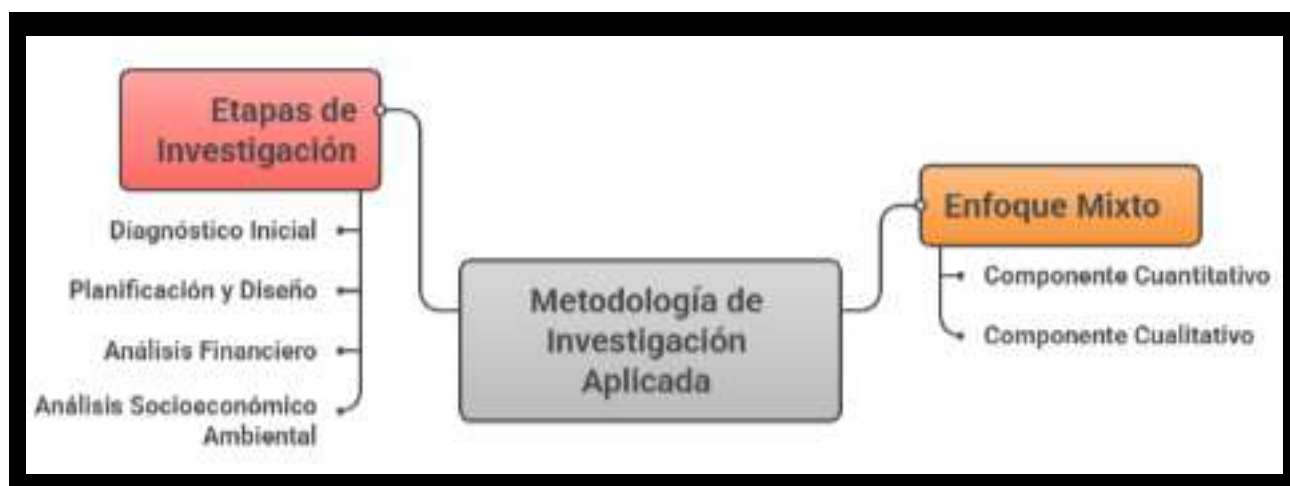 Etapas de
Investigación
Diagnóstico Inicial
Planificación y Diseño
Análisis Financiero
Análisis Socioeconómico
Ambiental
Metodología de
Investigación
Aplicada
Enfoque Mixto
Componente Cuantitativo
Componente Cualitativo